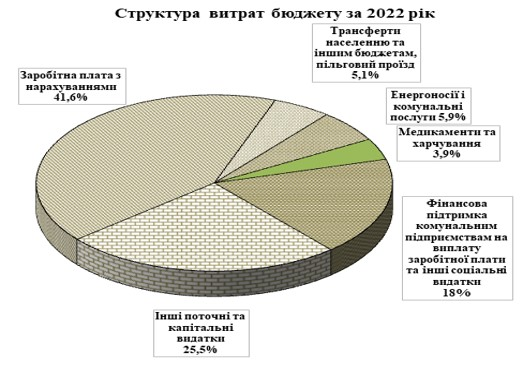 Структура витрат бюджету за 2022 рік
Трансферти
населенню та
іншим бюджетам,
пільговий проїзд
5,1%
Заробітна плата з
нарахуваннями
41,6%
Енергоносії і
комунальні
послуги 5,9%
Медикаменти та
харчування
3,9%
Фінансова
підтримка
комунальним
підприємствам на
виплату
заробітної плати
та інші соціальні
видатки
18%
Інші поточні та
капітальні
видатки
25,5%